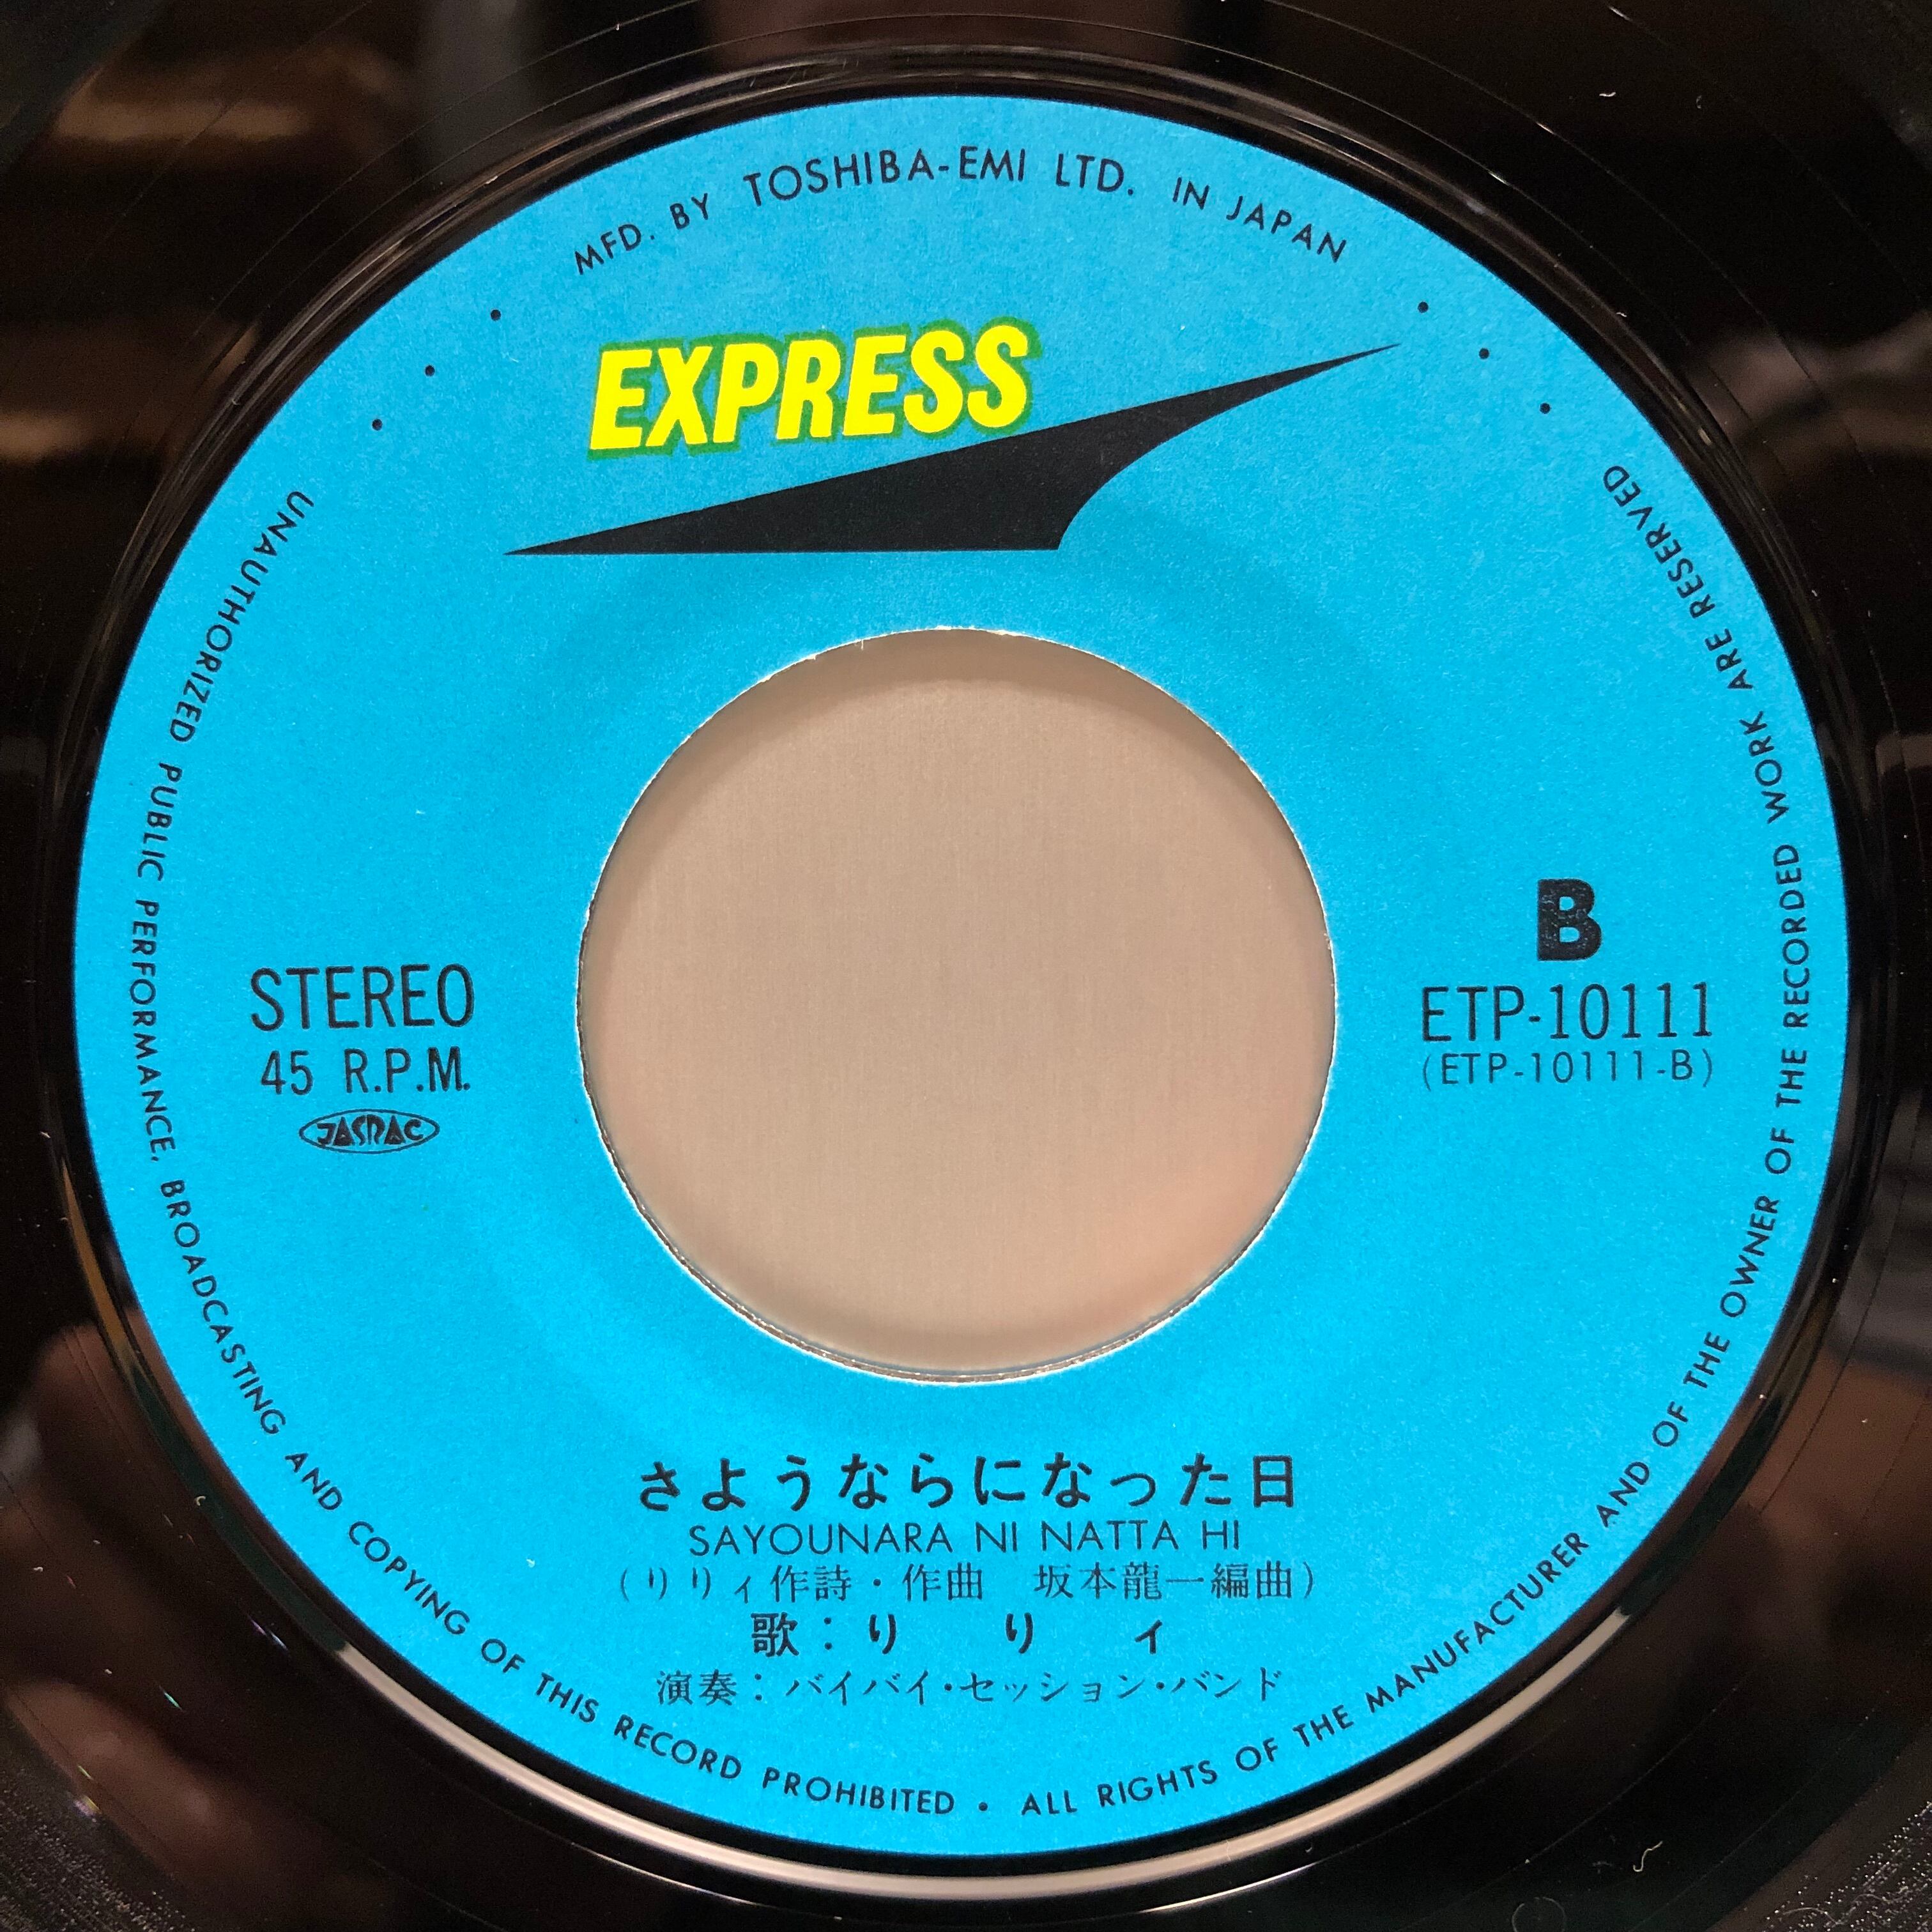 MFD. BY TOSHIBA-EMI LTD. IN JAPAN
EXPRESS
STEREO
45 R.P.M.
JASRAC
B
ETP-10111
(ETP-10111-B)
さようならになった日
SAYOUNARA NI NATTA HI
(りりィ作詩・作曲　坂本龍一編曲)
歌：りりィ
演奏：バイバイ・セッション・バンド
UNAUTHORIZED PUBLIC PERFORMANCE, BROADCASTING AND COPYING OF THIS RECORD PROHIBITED • ALL RIGHTS OF THE MANUFACTURER AND OF THE OWNER OF THE RECORDED WORK ARE RESERVED